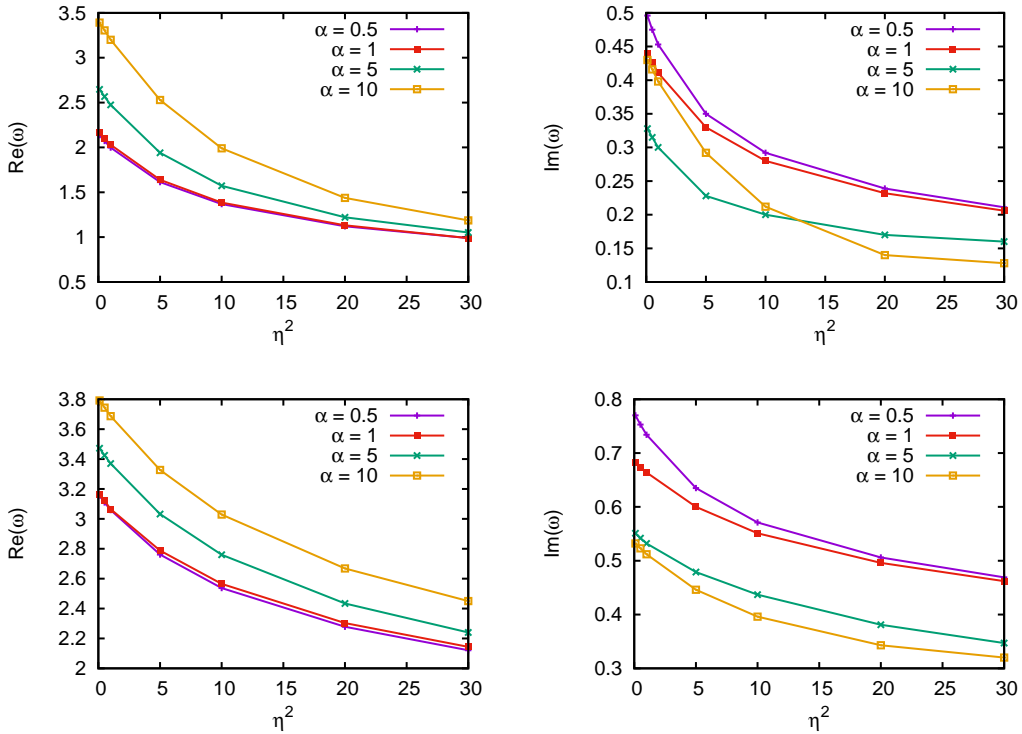 3.5
3
2.5
2
1.5
1
0.5
0 5 10 15 20 25 30
Re(ω)
η²
α = 0.5
α = 1
α = 5
α = 10
0.5
0.45
0.4
0.35
0.3
0.25
0.2
0.15
0.1
0 5 10 15 20 25 30
Im(ω)
η²
α = 0.5
α = 1
α = 5
α = 10
3.8
3.6
3.4
3.2
3
2.8
2.6
2.4
2.2
2
0 5 10 15 20 25 30
Re(ω)
η²
α = 0.5
α = 1
α = 5
α = 10
0.8
0.7
0.6
0.5
0.4
0.3
0 5 10 15 20 25 30
Im(ω)
η²
α = 0.5
α = 1
α = 5
α = 10